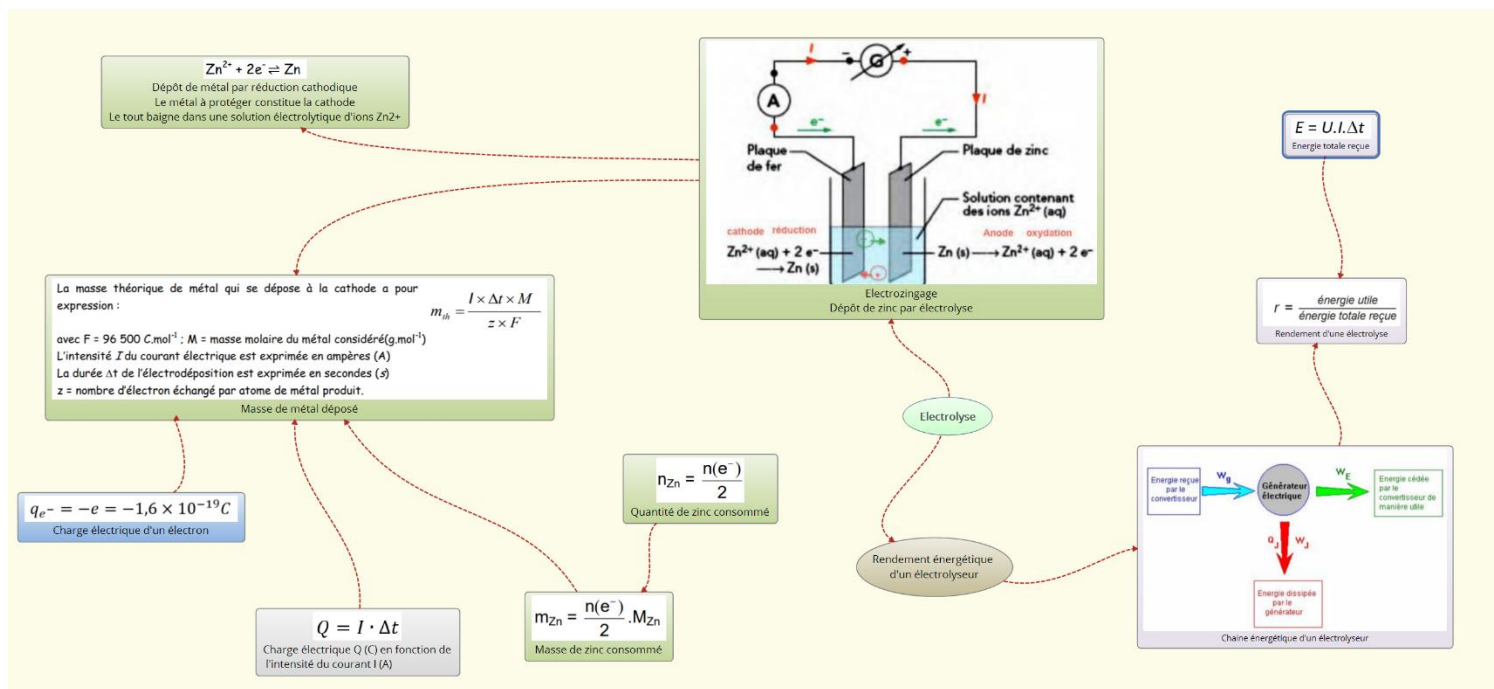 Zn²⁺ + 2e⁻ ⇌ Zn
Dépôt de métal par réduction cathodique
Le métal à protéger constitue la cathode
Le tout baigne dans une solution électrolytique d'ions Zn2+
I
-
G
+
A
I
e⁻
e⁻
Plaque
de fer
Plaque de zinc
Solution contenant
des ions Zn²⁺ (aq)
cathode réduction
Zn²⁺ (aq) + 2 e⁻
⟶ Zn (s)
-
+
Anode oxydation
Zn (s) ⟶ Zn²⁺ (aq) + 2 e⁻
Electrozingage
Dépôt de zinc par électrolyse
E = U.I.Δt
Energie totale reçue
r = énergie utile / énergie totale reçue
Rendement d'une électrolyse
La masse théorique de métal qui se dépose à la cathode a pour
expression :
m_th = I × Δt × M / z × F
avec F = 96 500 C.mol⁻¹ ; M = masse molaire du métal considéré(g.mol⁻¹)
L'intensité I du courant électrique est exprimée en ampères (A)
La durée Δt de l'électrodéposition est exprimée en secondes (s)
z = nombre d'électron échangé par atome de métal produit.
Masse de métal déposé
Electrolyse
n_Zn = n(e⁻) / 2
Quantité de zinc consommé
q_e⁻ = −e = −1,6 × 10⁻¹⁹C
Charge électrique d'un électron
Rendement énergétique
d'un électrolyseur
Energie reçue
par le
convertisseur
W_g
Générateur
électrique
W_E
Energie cédée
par le
convertisseur de
manière utile
Q_J W_J
Energie dissipée
par le
générateur
Chaine énergétique d'un électrolyseur
Q = I · Δt
Charge électrique Q (C) en fonction de
l'intensité du courant I (A)
m_Zn = n(e⁻) / 2 .M_Zn
Masse de zinc consommé